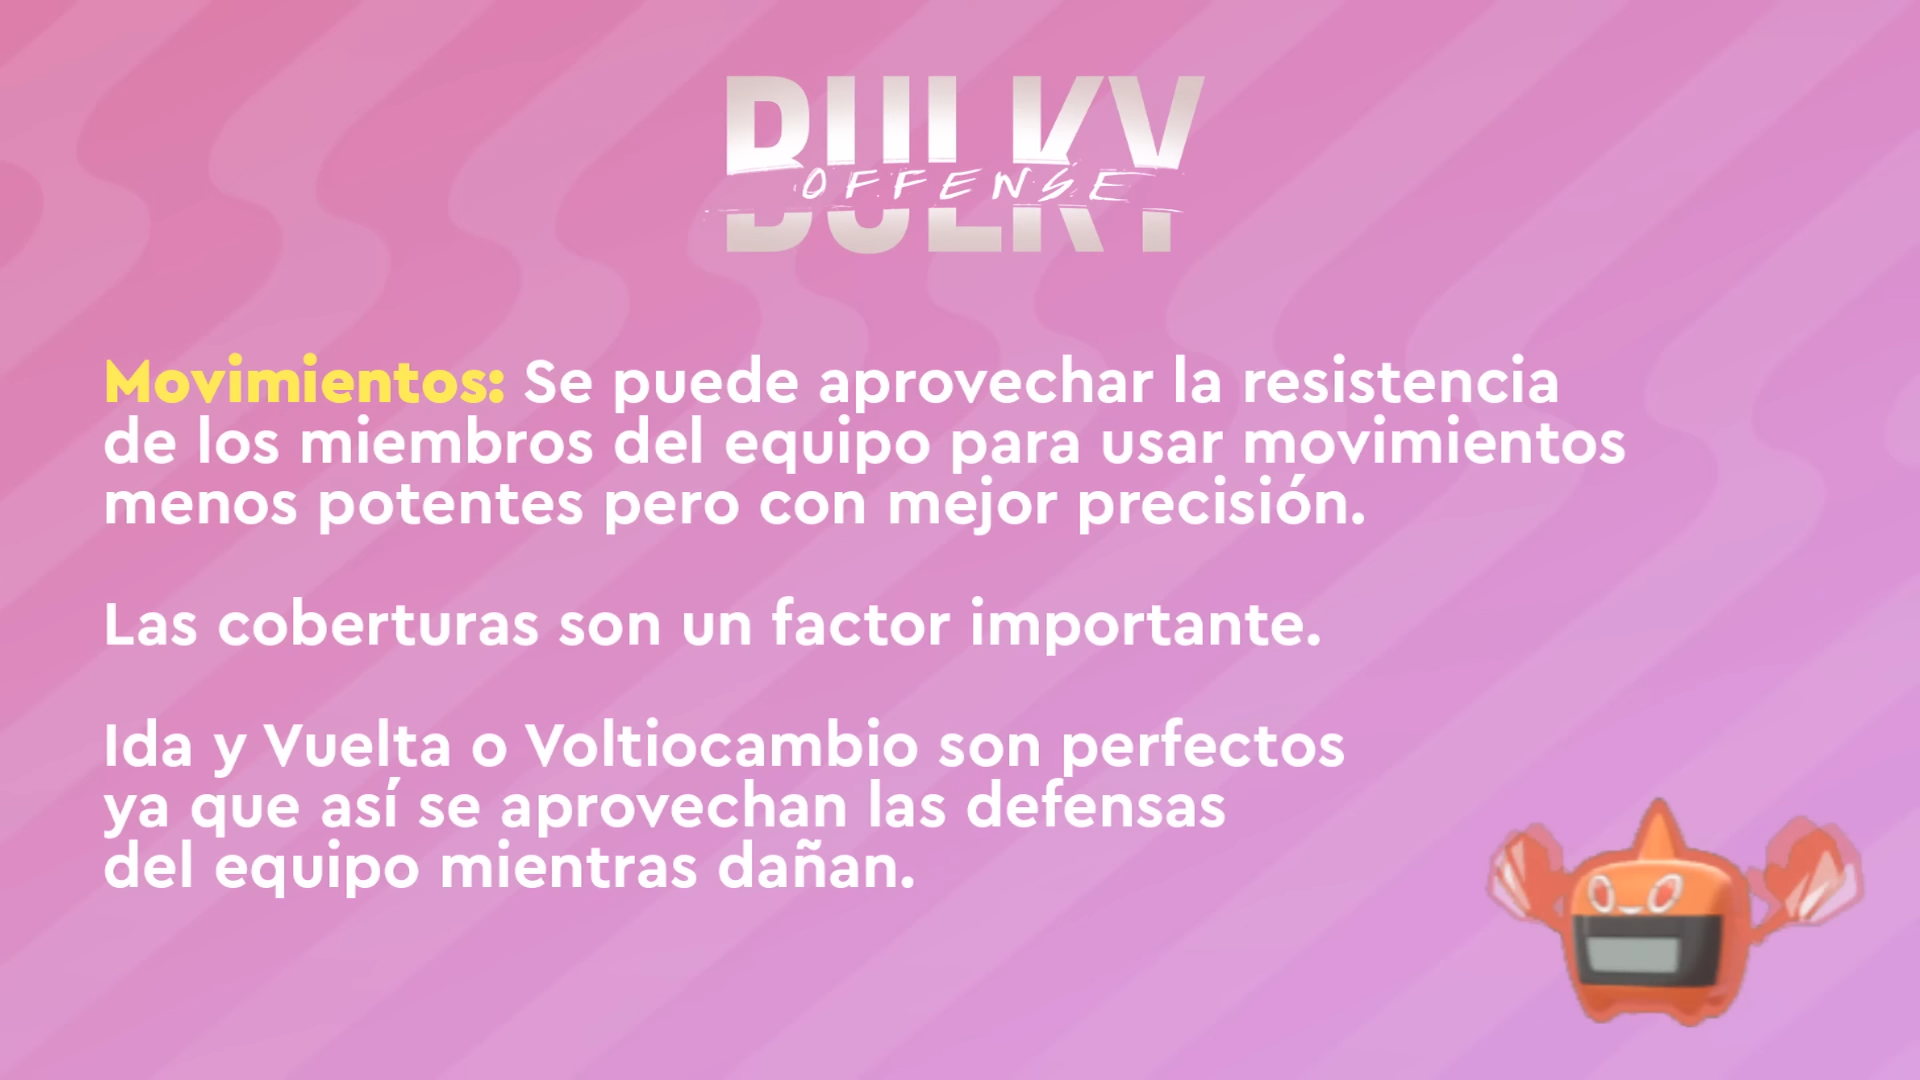 BULKY
OFFENSE
Movimientos: Se puede aprovechar la resistencia
de los miembros del equipo para usar movimientos
menos potentes pero con mejor precisión.
Las coberturas son un factor importante.
Ida y Vuelta o Voltiocambio son perfectos
ya que así se aprovechan las defensas
del equipo mientras dañan.